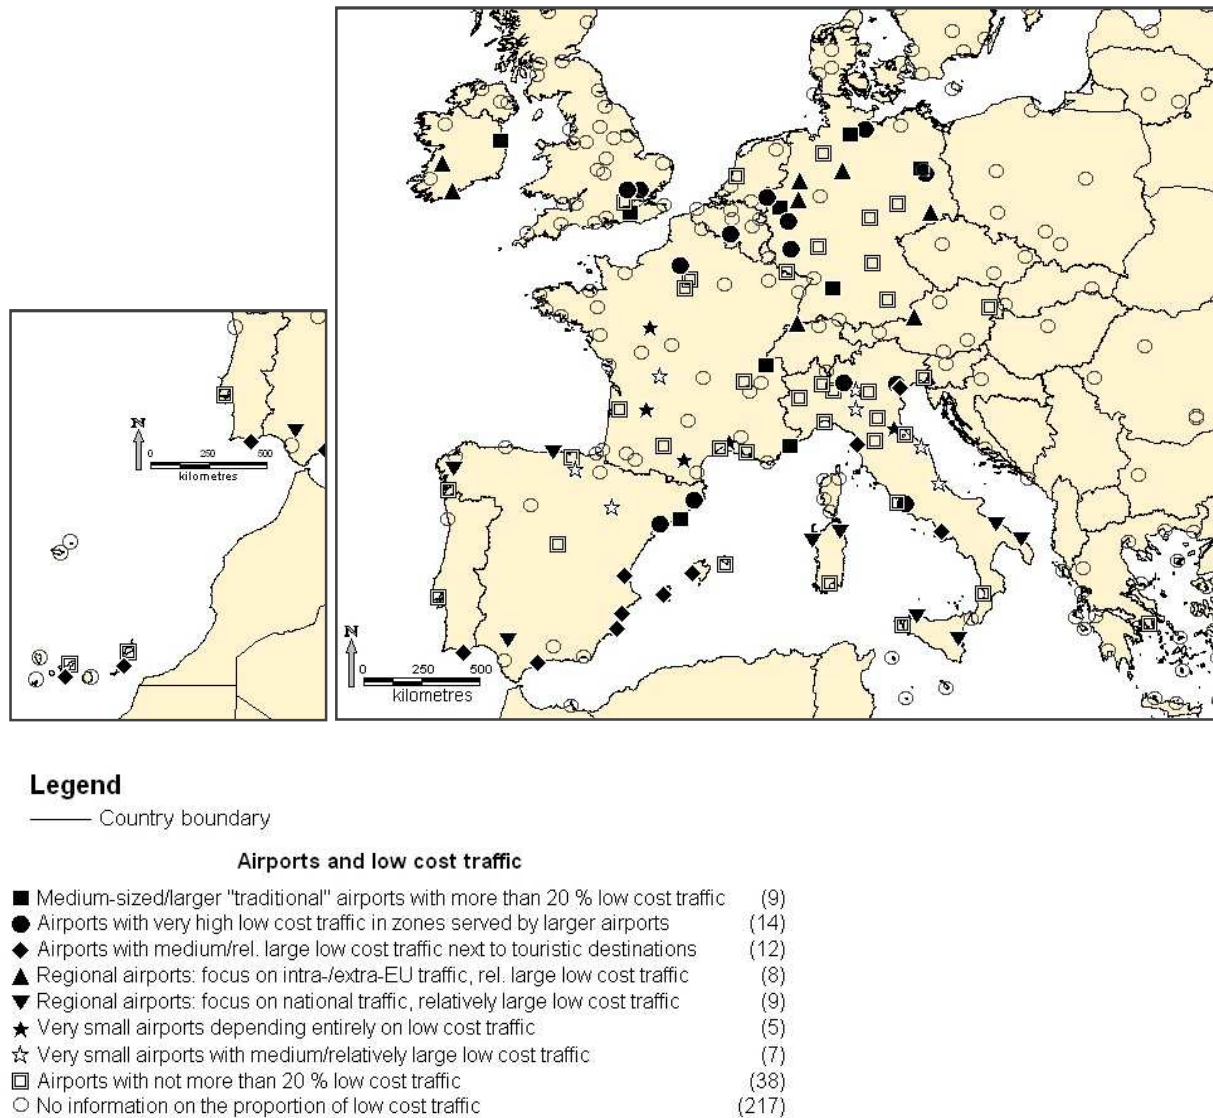 N
0 250 500
kilometres
N
0 250 500
kilometres
Legend
Country boundary
Airports and low cost traffic
Medium-sized/larger "traditional" airports with more than 20 % low cost traffic (9)
Airports with very high low cost traffic in zones served by larger airports (14)
Airports with medium/rel. large low cost traffic next to touristic destinations (12)
Regional airports: focus on intra-/extra-EU traffic, rel. large low cost traffic (8)
Regional airports: focus on national traffic, relatively large low cost traffic (9)
Very small airports depending entirely on low cost traffic (5)
Very small airports with medium/relatively large low cost traffic (7)
Airports with not more than 20 % low cost traffic (38)
No information on the proportion of low cost traffic (217)